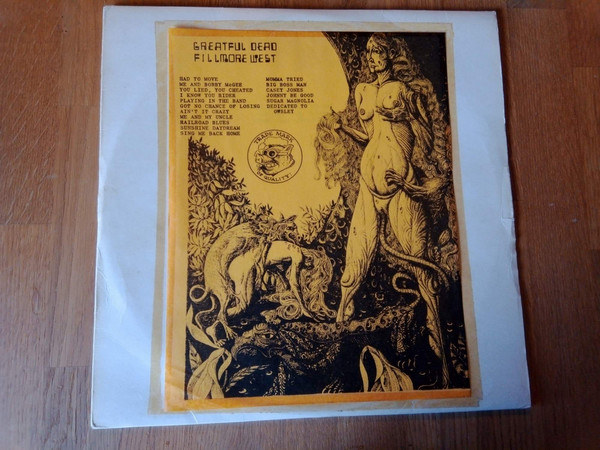 GREATFUL DEAD
FILLMORE WEST
HAD TO MOVE
ME AND BOBBY McGEE
YOU LIED, YOU CHEATED
I KNOW YOU RIDER
PLAYING IN THE BAND
GOT NO CHANCE OF LOSING
AIN'T IT CRAZY
ME AND MY UNCLE
RAILROAD BLUES
SUNSHINE DAYDREAM
SING ME BACK HOME
MOMMA TRIED
BIG BOSS MAN
CASEY JONES
JOHNNY BE GOOD
SUGAR MAGNOLIA
DEDICATED TO
OWSLEY
TRADE MARK
OF QUALITY